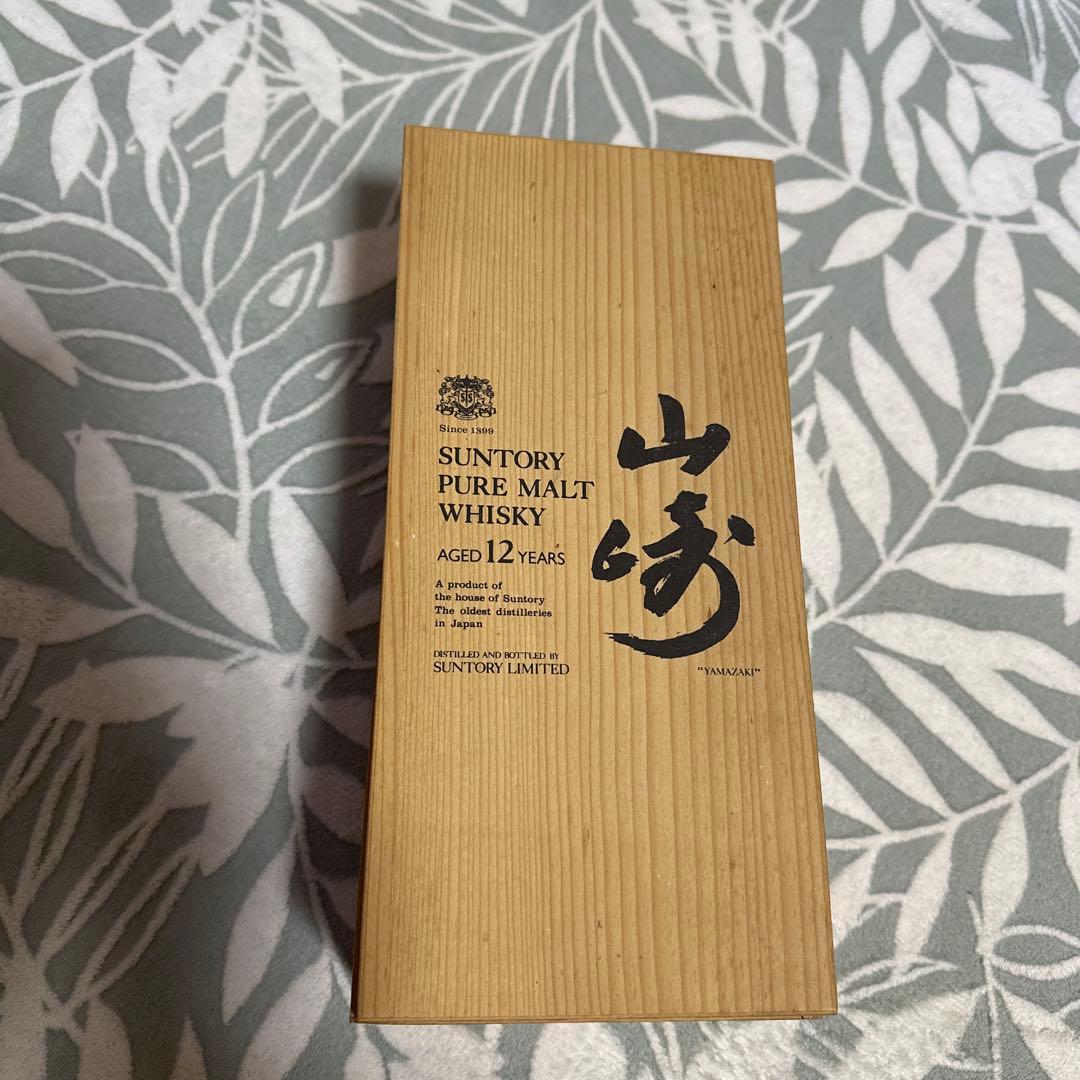 SS
Since 1899
SUNTORY
PURE MALT
WHISKY
AGED 12 YEARS
A product of
the house of Suntory
The oldest distilleries
in Japan
DISTILLED AND BOTTLED BY
SUNTORY LIMITED
山崎
“YAMAZAKI”